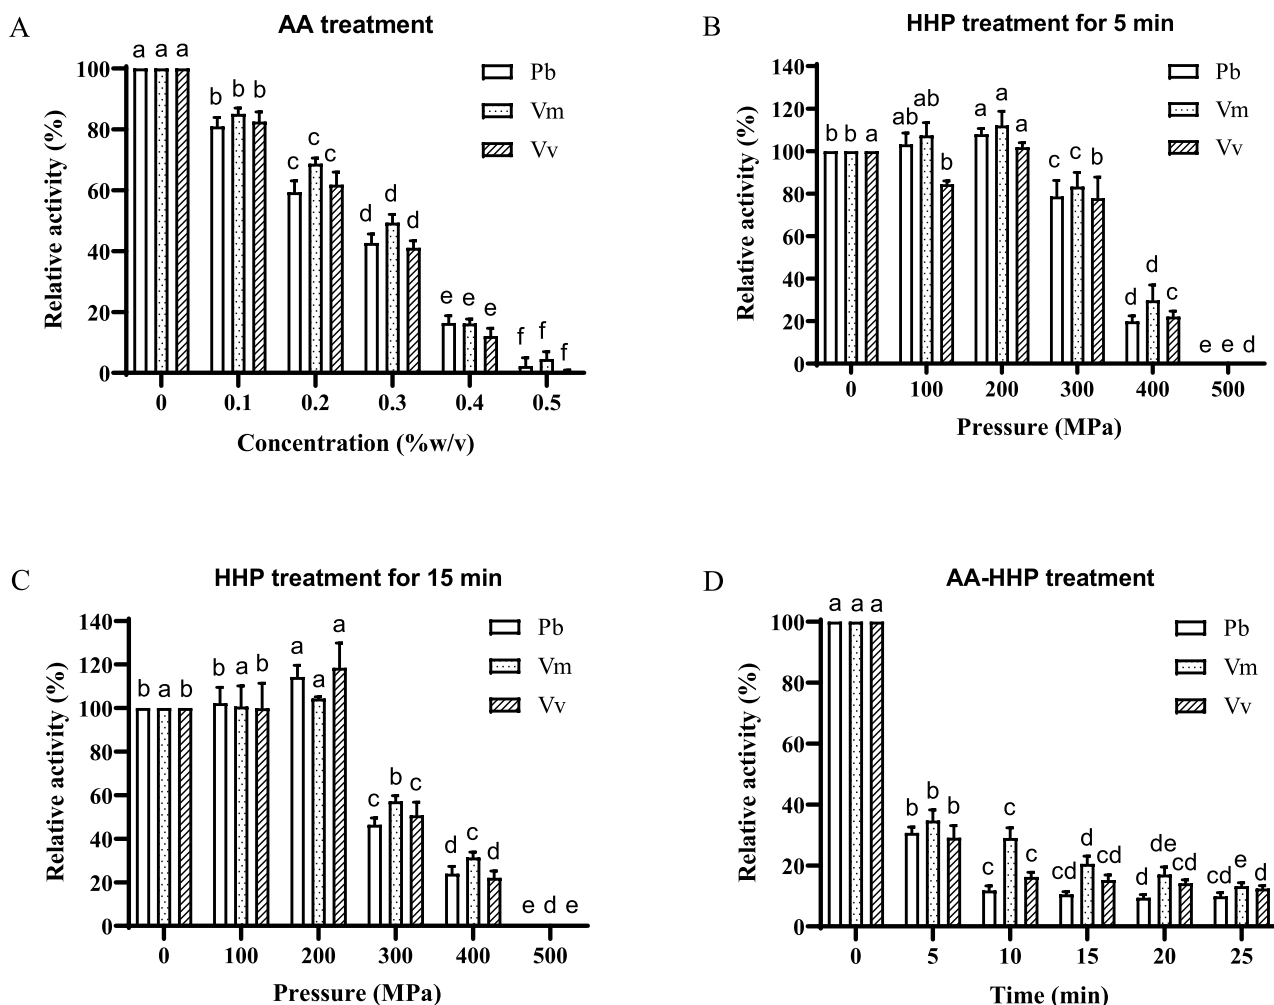 A
AA treatment
a a a
b b b
c c c
d d d
e e e
f f f
Pb
Vm
Vv
Relative activity (%)
100
80
60
40
20
0
0 0.1 0.2 0.3 0.4 0.5
Concentration (%w/v)
B
HHP treatment for 5 min
b b a
ab ab b
a a a
c c b
d d c
e e d
Pb
Vm
Vv
Relative activity (%)
140
120
100
80
60
40
20
0
0 100 200 300 400 500
Pressure (MPa)
C
HHP treatment for 15 min
b a b
b a b
a a a
c b c
d c d
e d e
Pb
Vm
Vv
Relative activity (%)
140
120
100
80
60
40
20
0
0 100 200 300 400 500
Pressure (MPa)
D
AA-HHP treatment
a a a
b b b
c c c
cd d cd
d de cd
cd e d
Pb
Vm
Vv
Relative activity (%)
100
80
60
40
20
0
0 5 10 15 20 25
Time (min)